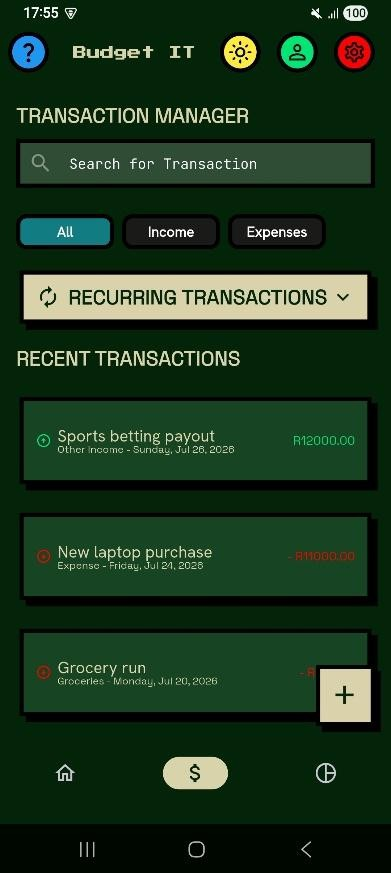 17:55
100
?
Budget IT
TRANSACTION MANAGER
Search for Transaction
All
Income
Expenses
RECURRING TRANSACTIONS
RECENT TRANSACTIONS
Sports betting payout
R12000.00
Other Income - Sunday, Jul 26, 2026
New laptop purchase
- R11000.00
Expense - Friday, Jul 24, 2026
Grocery run
- R
Groceries - Monday, Jul 20, 2026
+
$